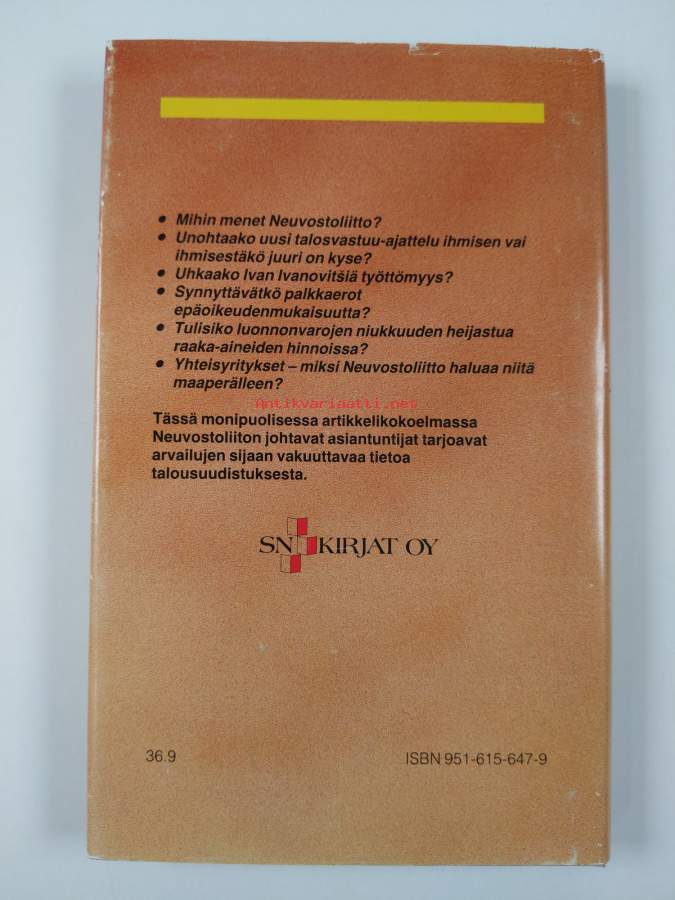 • Mihin menet Neuvostoliitto?
• Unohtaako uusi talosvastuu-ajattelu ihmisen vai
ihmisestäkö juuri on kyse?
• Uhkaako Ivan Ivanovitšiä työttömyys?
• Synnyttävätkö palkkaerot
epäoikeudenmukaisuutta?
• Tulisiko luonnonvarojen niukkuuden heijastua
raaka-aineiden hinnoissa?
• Yhteisyritykset – miksi Neuvostoliitto haluaa niitä
maaperälleen?
Antikvariaatti.net
Tässä monipuolisessa artikkelikokoelmassa
Neuvostoliiton johtavat asiantuntijat tarjoavat
arvailujen sijaan vakuuttavaa tietoa
talousuudistuksesta.
SN KIRJAT OY
36.9 ISBN 951-615-647-9